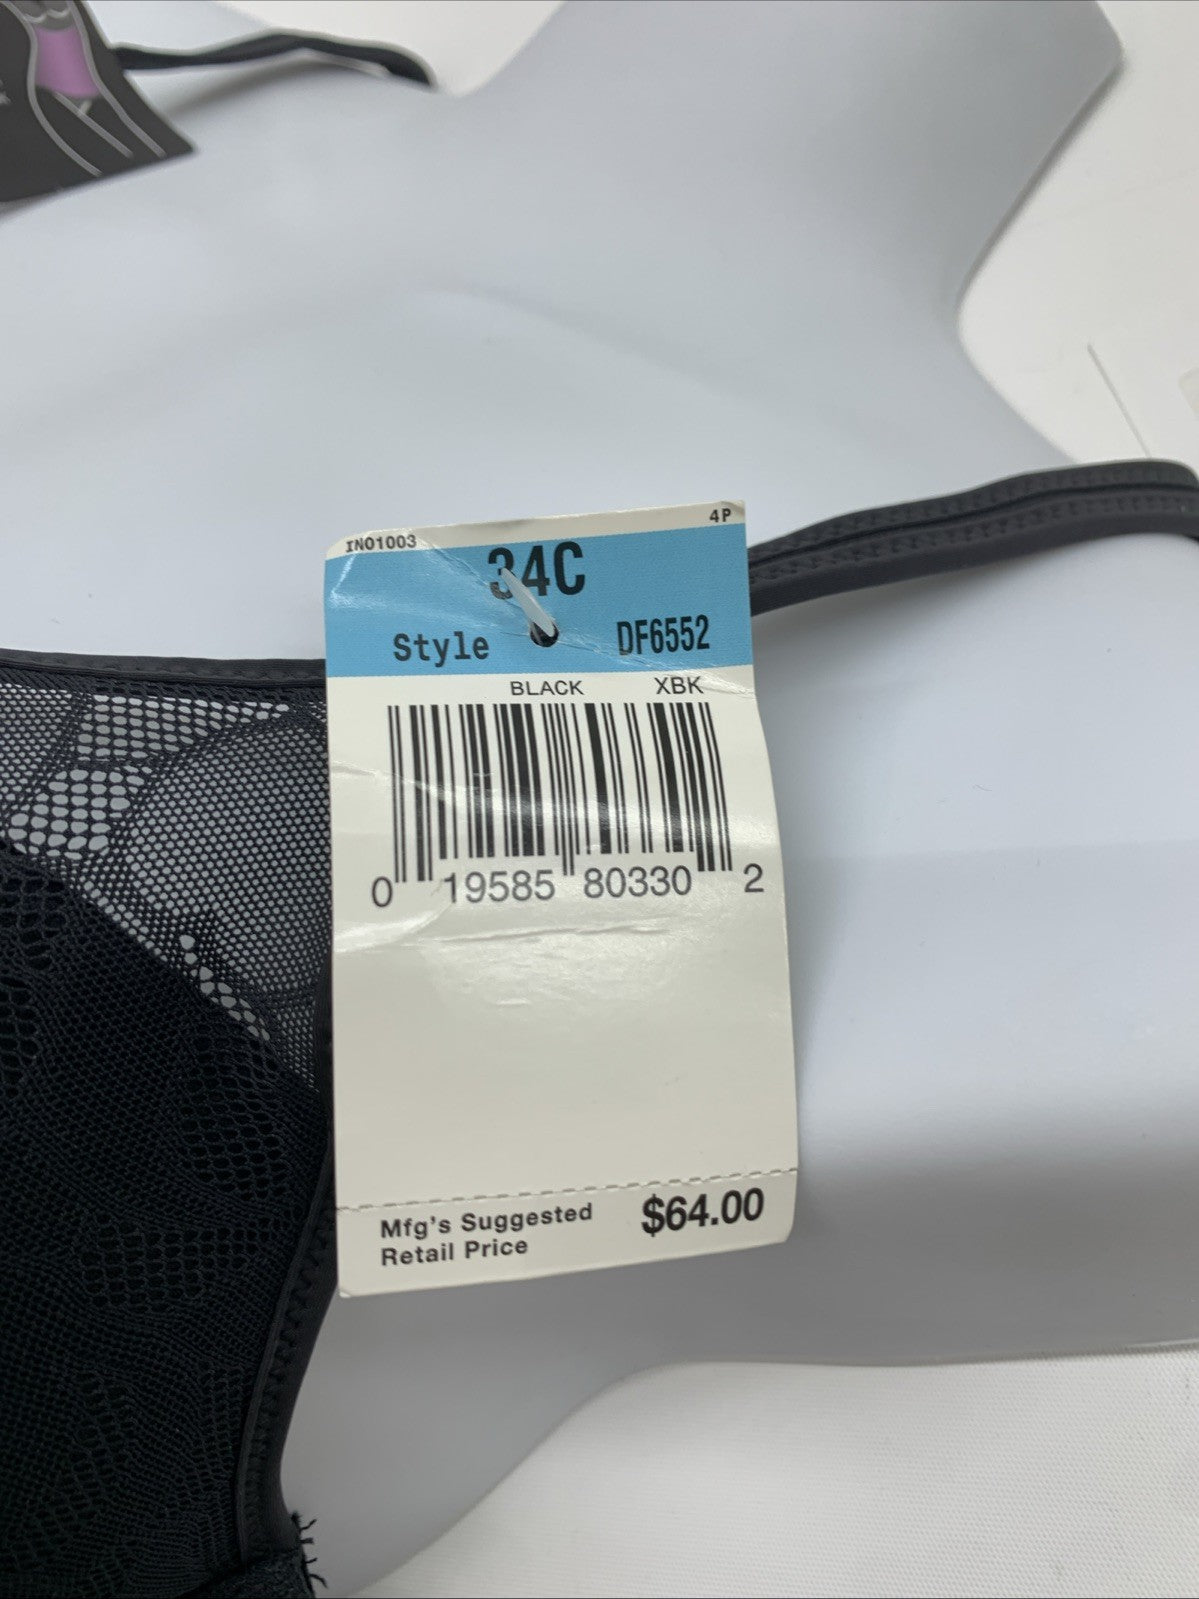 IN01003 4P
34C
Style DF6552
BLACK XBK
0 19585 80330 2
Mfg's Suggested $64.00
Retail Price